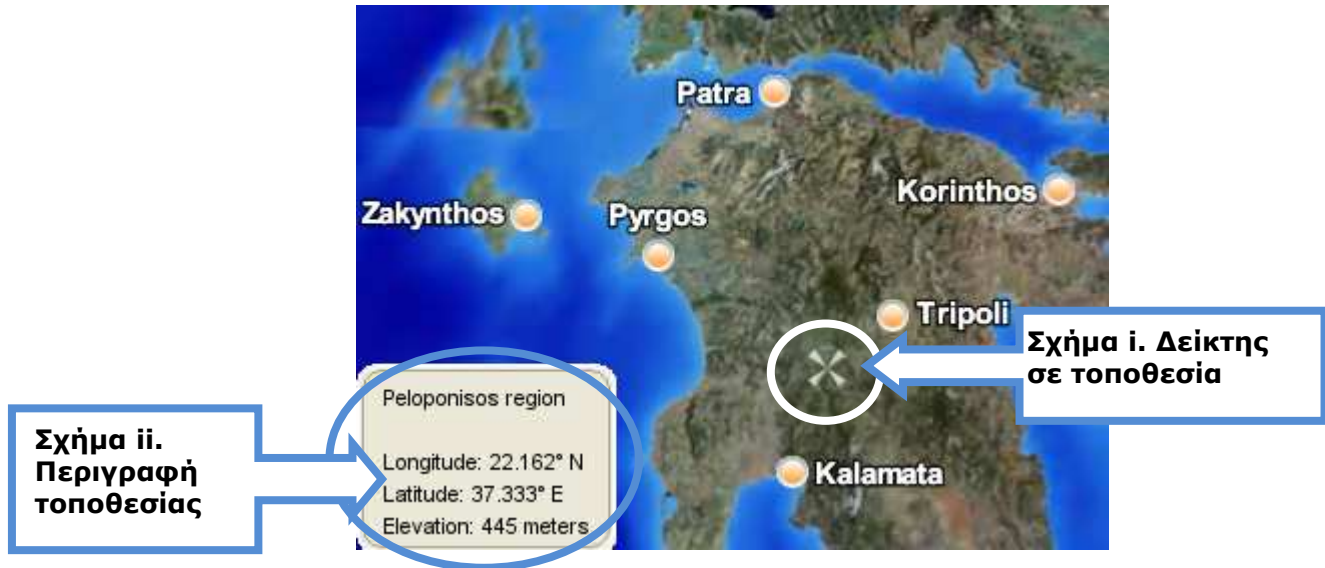 Patra
Korinthos
Zakynthos
Pyrgos
Tripoli
Σχήμα i. Δείκτης
σε τοποθεσία
Peloponisos region
Longitude: 22.162° N
Latitude: 37.333° E
Elevation: 445 meters
Σχήμα ii.
Περιγραφή
τοποθεσίας
Kalamata